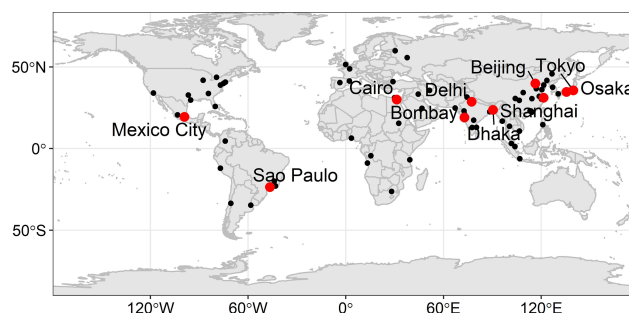 50°N
0°
50°S
Beijing
Tokyo
Cairo
Delhi
Osaka
Bombay
Shanghai
Mexico City
Dhaka
Sao Paulo
120°W
60°W
0°
60°E
120°E